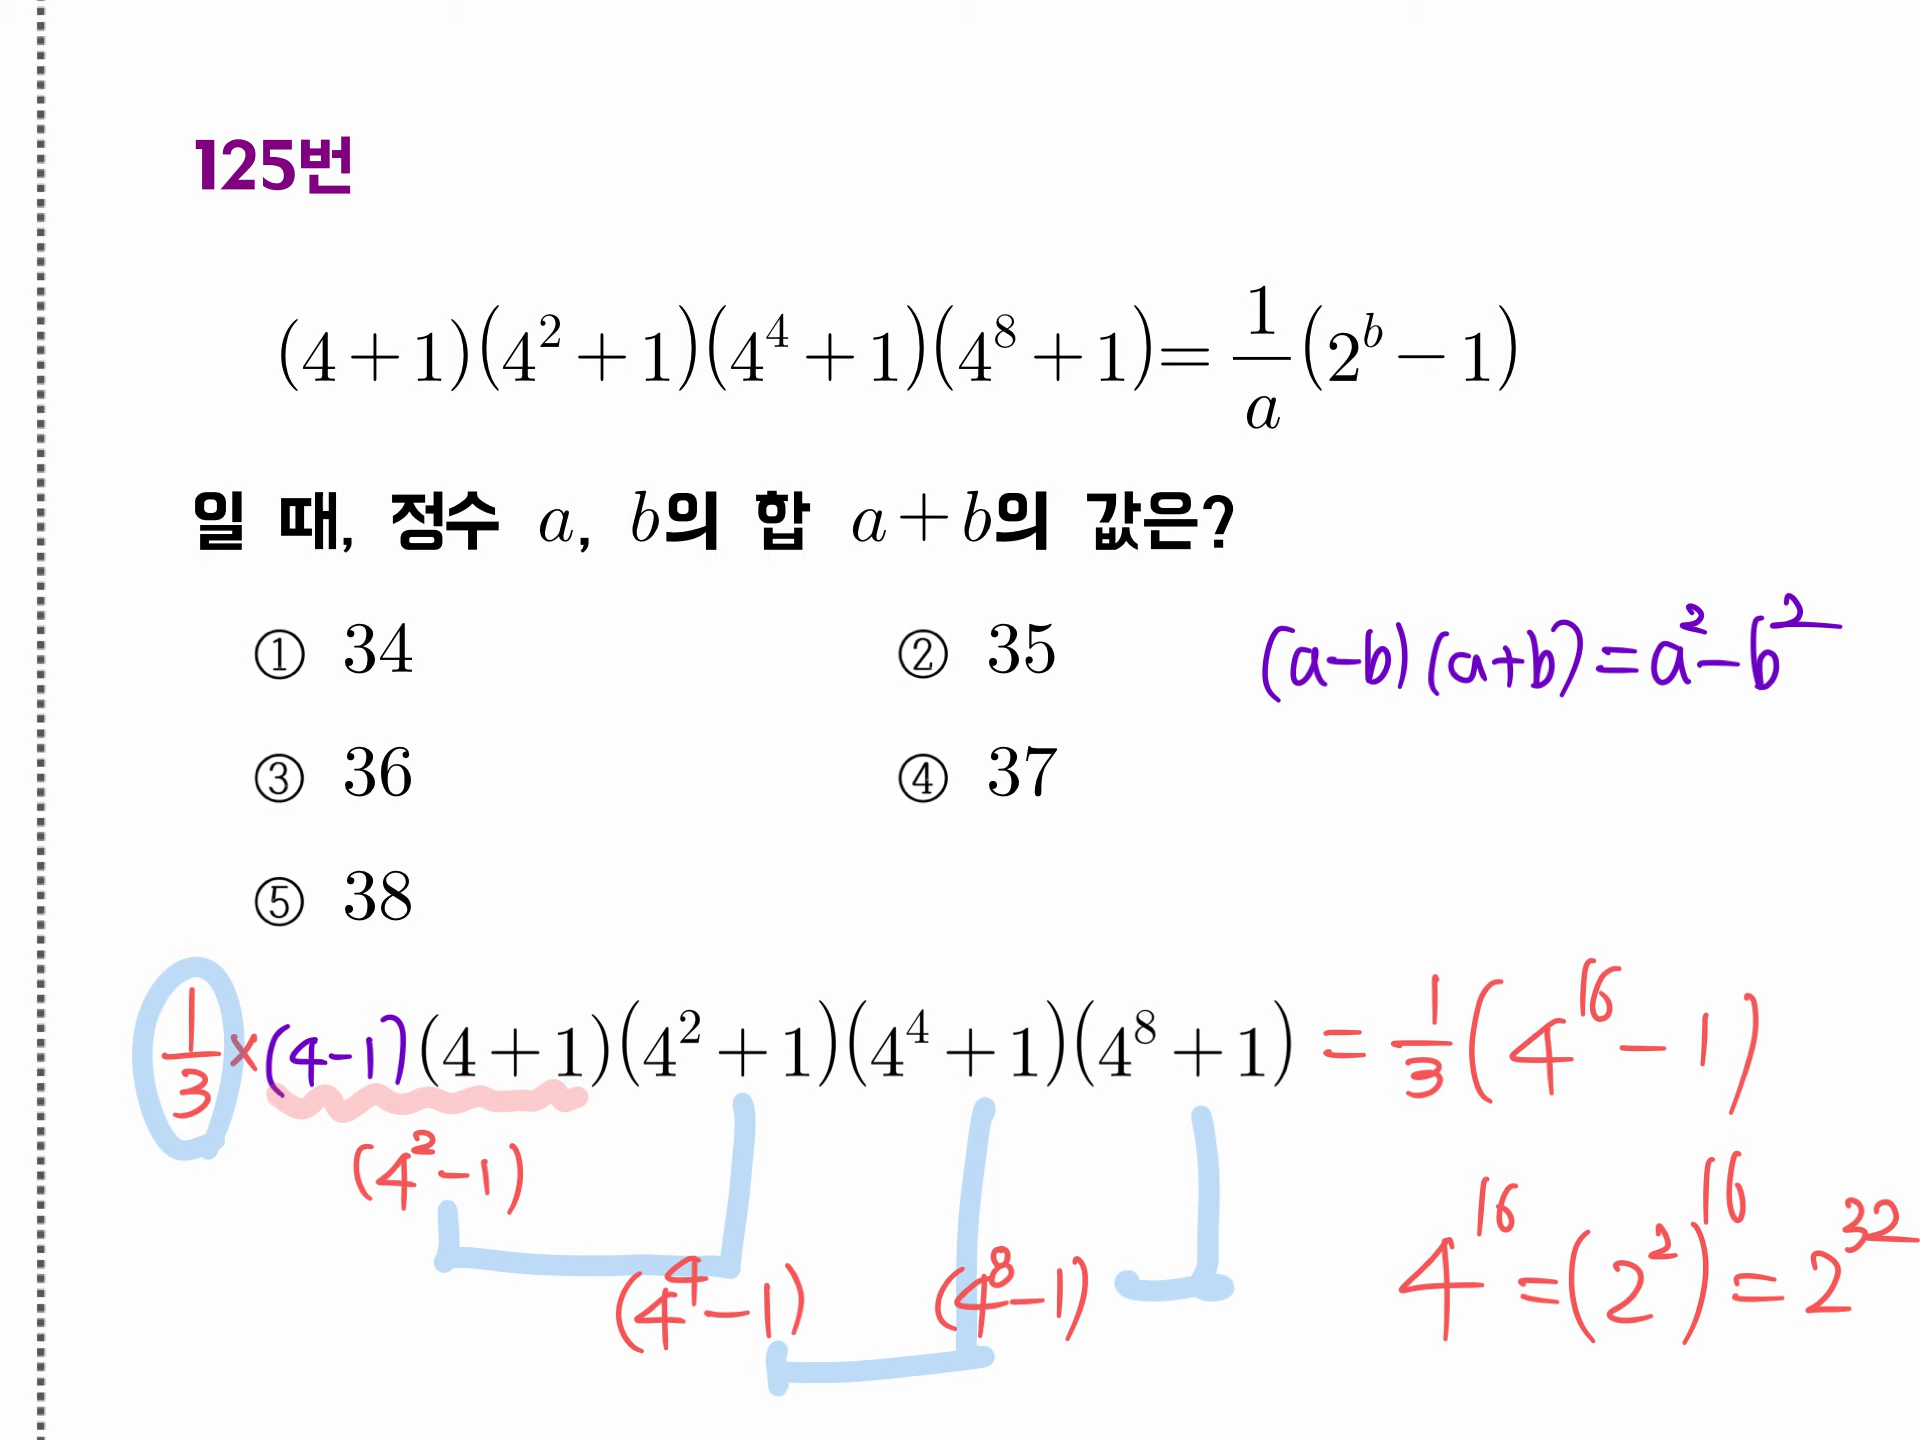 125번
(4+1)(4²+1)(4⁴+1)(4⁸+1)=\frac{1}{a}(2ᵇ−1)
일 때, 정수 a, b의 합 a+b의 값은?
① 34 ② 35
(a−b)(a+b)=a²−b²
③ 36 ④ 37
⑤ 38
\frac{1}{3}×(4−1)(4+1)(4²+1)(4⁴+1)(4⁸+1)=\frac{1}{3}(4¹⁶−1)
(4²−1)
(4⁴−1) (4⁸−1)
4¹⁶=(2²)¹⁶=2³²